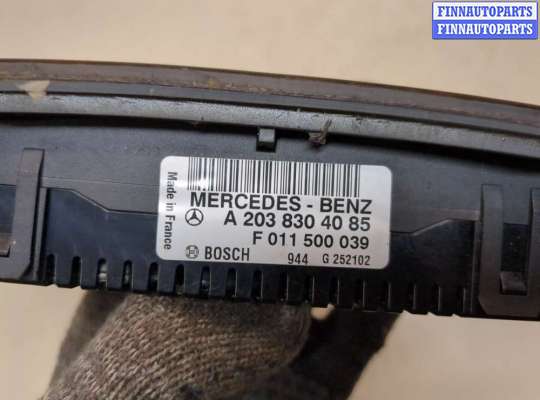 FINNAUTOPARTS
FINNAUTOPARTS
Made in France
MERCEDES - BENZ
A 203 830 40 85
F 011 500 039
BOSCH 944 G 252102